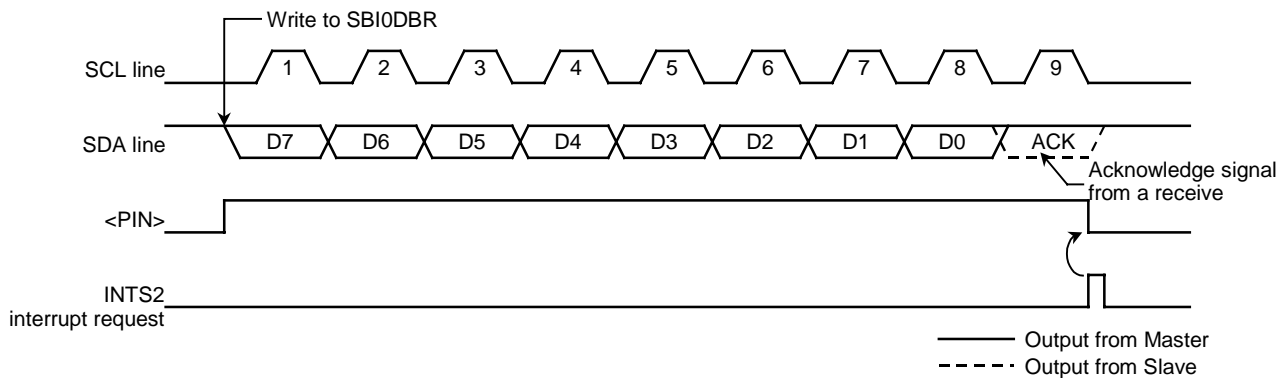 Write to SBI0DBR
SCL line
1 2 3 4 5 6 7 8 9
SDA line
D7 D6 D5 D4 D3 D2 D1 D0 ACK
Acknowledge signal
from a receive
<PIN>
INTS2
interrupt request
Output from Master
Output from Slave